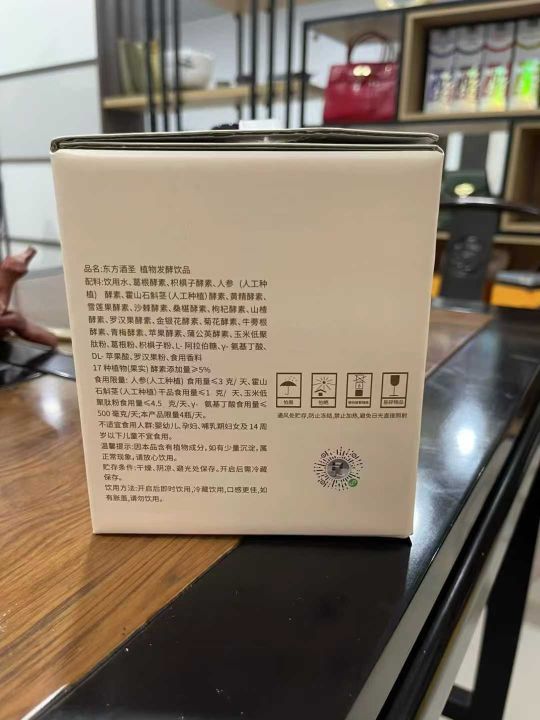 品名:东方酒圣 植物发酵饮品
配料:饮用水、葛根酵素、枳椇子酵素、人参 (人工种
植) 酵素、霍山石斛茎(人工种植)酵素、黄精酵素、
雪莲果酵素、沙棘酵素、桑椹酵素、枸杞酵素、山楂
酵素、罗汉果酵素、金银花酵素、菊花酵素、牛蒡根
酵素、青梅酵素、苹果酵素、蒲公英酵素、玉米低聚
肽粉、葛根粉、枳椇子粉、L- 阿拉伯糖、γ- 氨基丁酸、
DL- 苹果酸、罗汉果粉、食用香料
17 种植物(果实) 酵素添加量≥5%
食用限量: 人参(人工种植) 食用量≤3 克/ 天、霍山
石斛茎(人工种植)干品食用量≤1 克/ 天、玉米低
聚肽粉食用量≤4.5 克/天、γ- 氨基丁酸食用量≤
500 毫克/天;本产品限量4瓶/天。
不适宜食用人群:婴幼儿、孕妇、哺乳期妇女及 14 周
岁以下儿童不宜食用。
温馨提示:因本品含有植物成分,如有少量沉淀,属
正常现象,请放心饮用。
贮存条件:干燥、阴凉、避光处保存。开启后需冷藏
保存。
饮用方法:开启后即时饮用,冷藏饮用,口感更佳,如
有胀盖,请勿饮用。
怕雨
怕晒
易碎物品
通风处贮存,防止冻结,禁止加热,避免日光直接照射